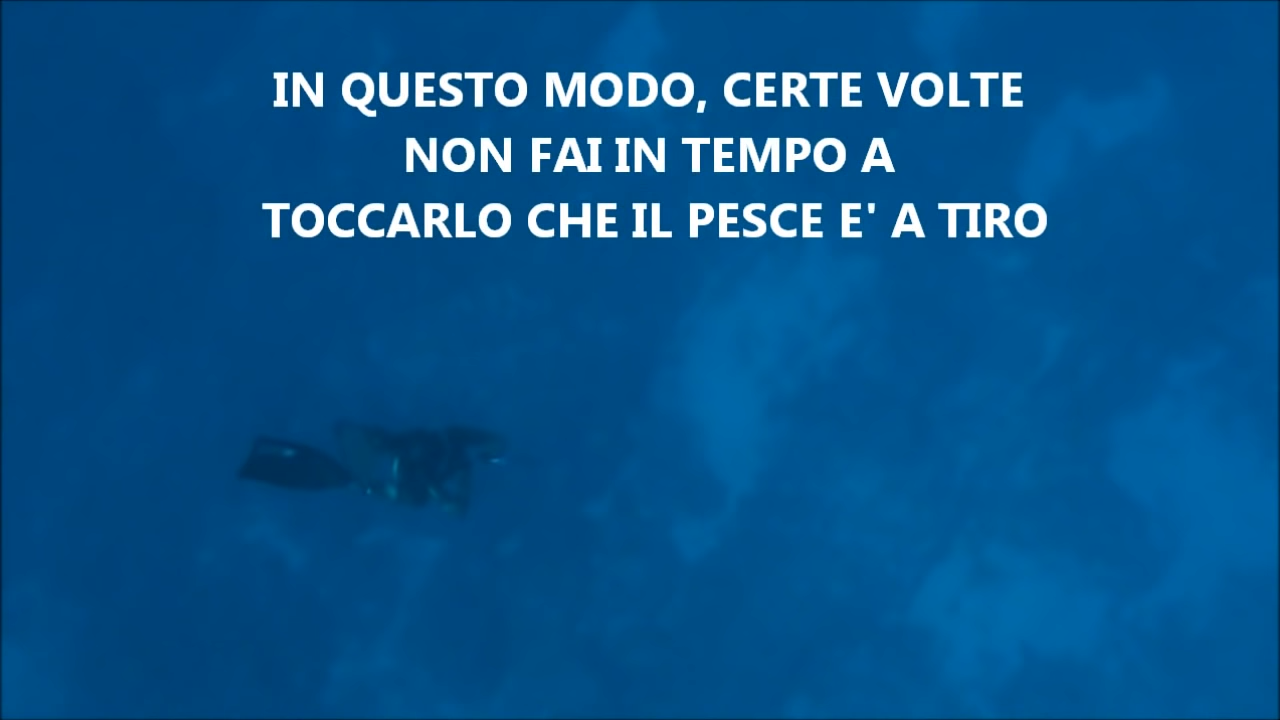 IN QUESTO MODO, CERTE VOLTE
NON FAI IN TEMPO A
TOCCARLO CHE IL PESCE E' A TIRO